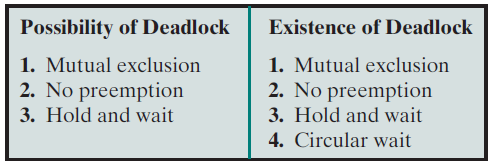 Possibility of Deadlock
1. Mutual exclusion
2. No preemption
3. Hold and wait
Existence of Deadlock
1. Mutual exclusion
2. No preemption
3. Hold and wait
4. Circular wait